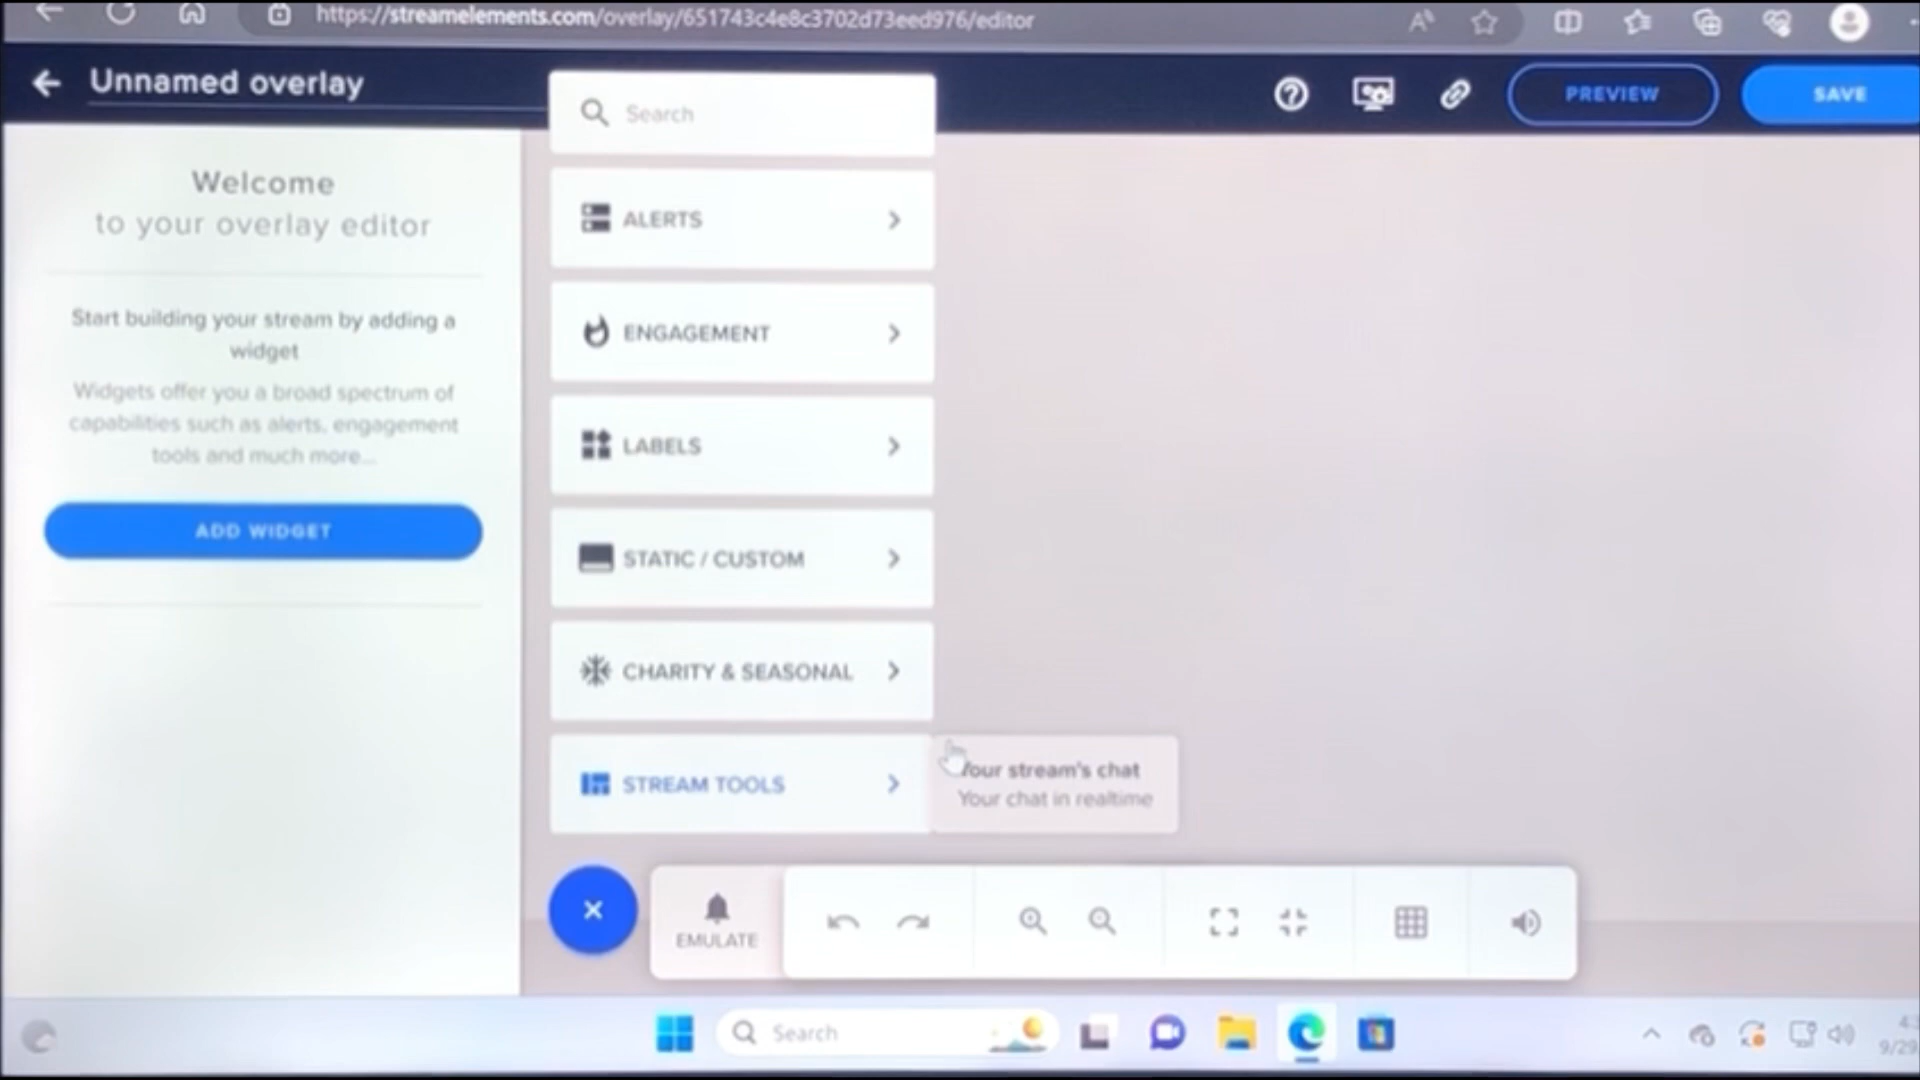 https://streamelements.com/overlay/651743c4e8c3702d73eed976/editor
Unnamed overlay
PREVIEW
SAVE
Search
Welcome
to your overlay editor
Start building your stream by adding a
widget
Widgets offer you a broad spectrum of
capabilities such as alerts, engagement
tools and much more...
ADD WIDGET
ALERTS
ENGAGEMENT
LABELS
STATIC / CUSTOM
CHARITY & SEASONAL
STREAM TOOLS
Your stream's chat
Your chat in realtime
EMULATE
Search
9/29